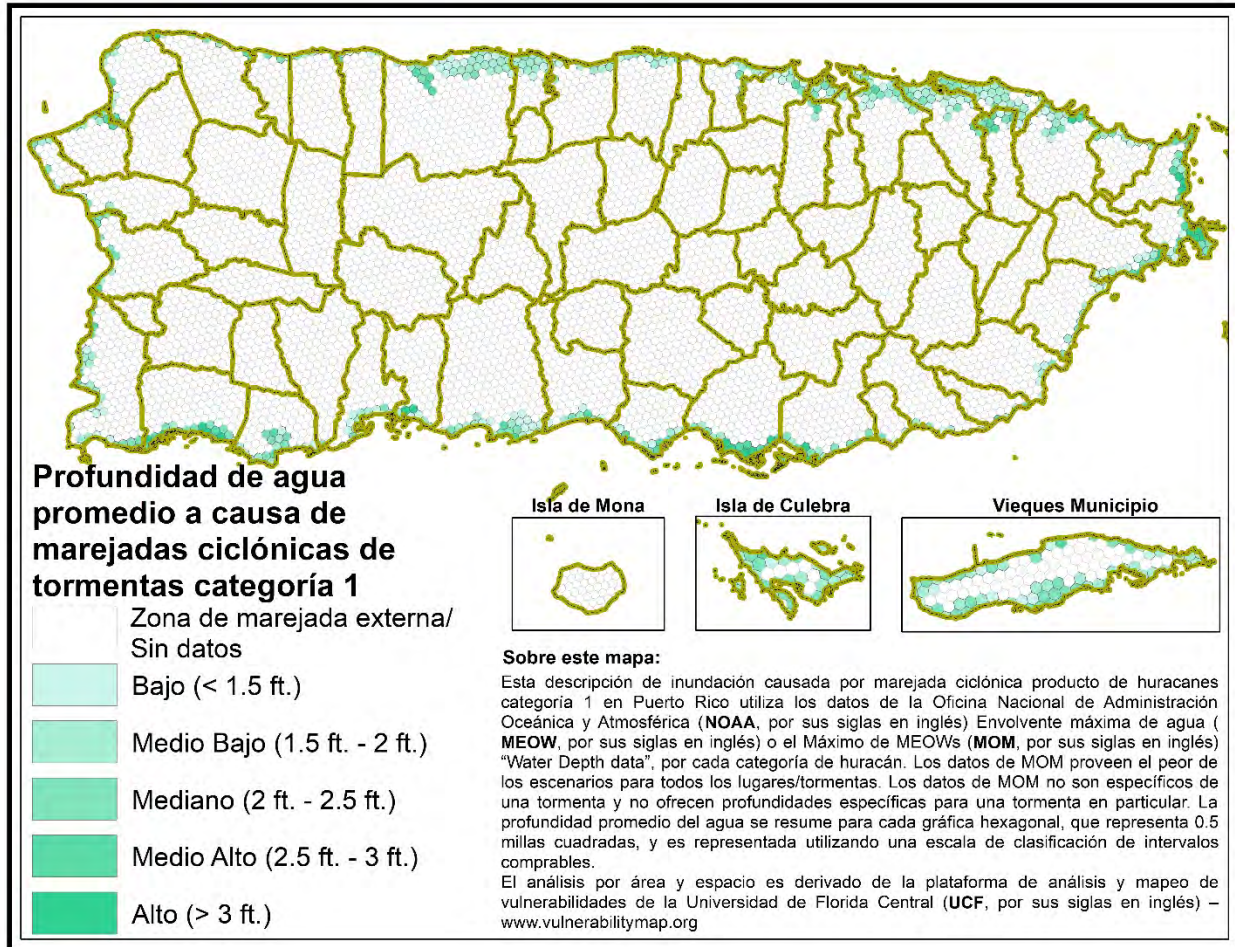 Profundidad de agua
promedio a causa de
marejadas ciclónicas de
tormentas categoría 1
Zona de marejada externa/
Sin datos
Bajo (< 1.5 ft.)
Medio Bajo (1.5 ft. - 2 ft.)
Mediano (2 ft. - 2.5 ft.)
Medio Alto (2.5 ft. - 3 ft.)
Alto (> 3 ft.)
Isla de Mona
Isla de Culebra
Vieques Municipio
Sobre este mapa:
Esta descripción de inundación causada por marejada ciclónica producto de huracanes
categoría 1 en Puerto Rico utiliza los datos de la Oficina Nacional de Administración
Oceánica y Atmosférica (NOAA, por sus siglas en inglés) Envolvente máxima de agua (
MEOW, por sus siglas en inglés) o el Máximo de MEOWs (MOM, por sus siglas en inglés)
“Water Depth data”, por cada categoría de huracán. Los datos de MOM proveen el peor de
los escenarios para todos los lugares/tormentas. Los datos de MOM no son específicos de
una tormenta y no ofrecen profundidades específicas para una tormenta en particular. La
profundidad promedio del agua se resume para cada gráfica hexagonal, que representa 0.5
millas cuadradas, y es representada utilizando una escala de clasificación de intervalos
comprables.
El análisis por área y espacio es derivado de la plataforma de análisis y mapeo de
vulnerabilidades de la Universidad de Florida Central (UCF, por sus siglas en inglés) –
www.vulnerabilitymap.org